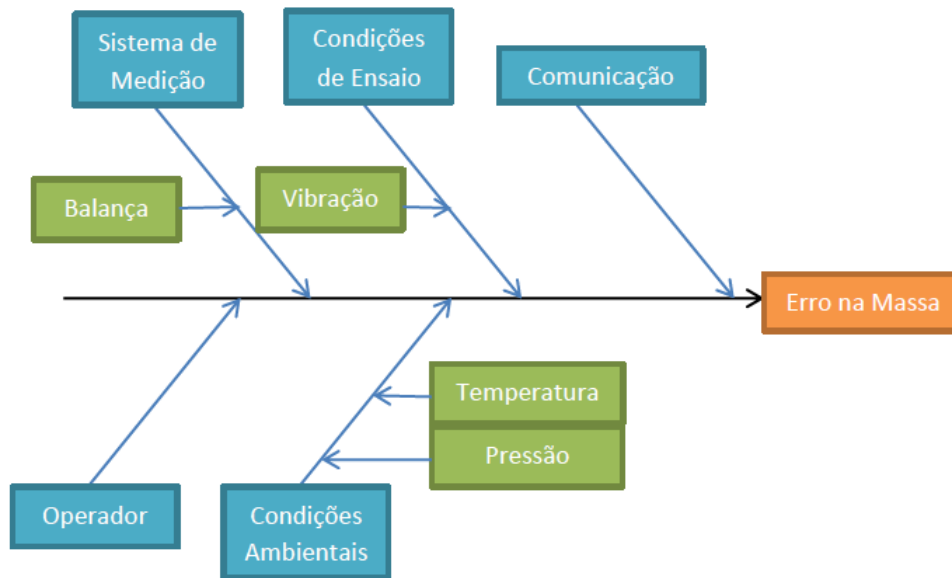 Sistema de
Medição
Condições
de Ensaio
Comunicação
Balança
Vibração
Erro na Massa
Temperatura
Pressão
Operador
Condições
Ambientais